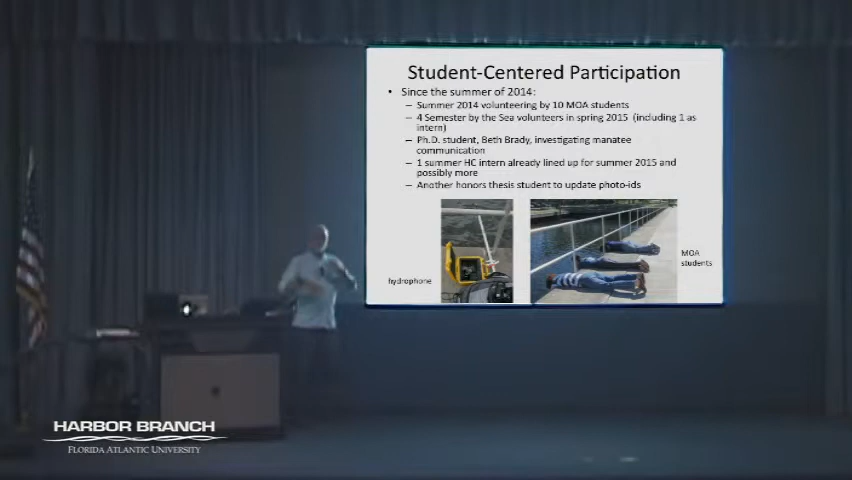 Student-Centered Participation
• Since the summer of 2014:
– Summer 2014 volunteering by 10 MOA students
– 4 Semester by the Sea volunteers in spring 2015 (including 1 as
intern)
– Ph.D. student, Beth Brady, investigating manatee
communication
– 1 summer HC intern already lined up for summer 2015 and
possibly more
– Another honors thesis student to update photo-ids
hydrophone
MOA
students
HARBOR BRANCH
FLORIDA ATLANTIC UNIVERSITY